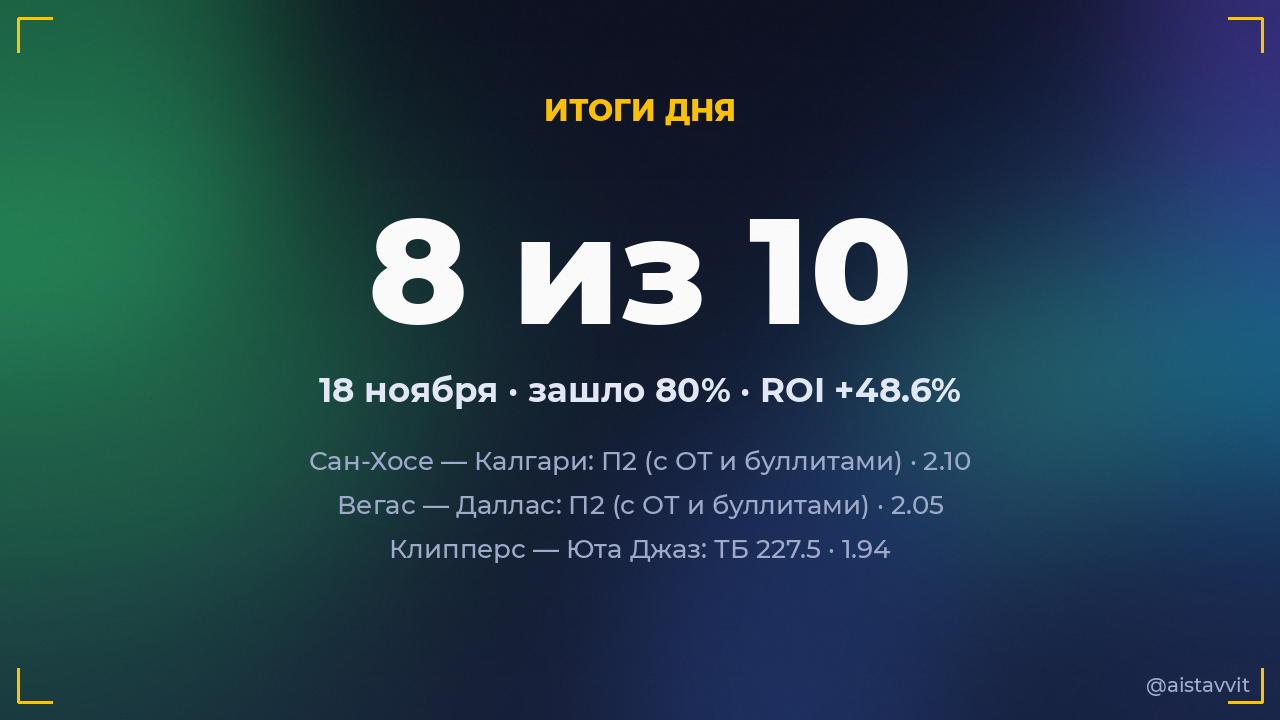 ИТОГИ ДНЯ
8 из 10
18 ноября · зашло 80% · ROI +48.6%
Сан-Хосе — Калгари: П2 (с ОТ и буллитами) · 2.10
Вегас — Даллас: П2 (с ОТ и буллитами) · 2.05
Клипперс — Юта Джаз: ТБ 227.5 · 1.94
@aistavvit